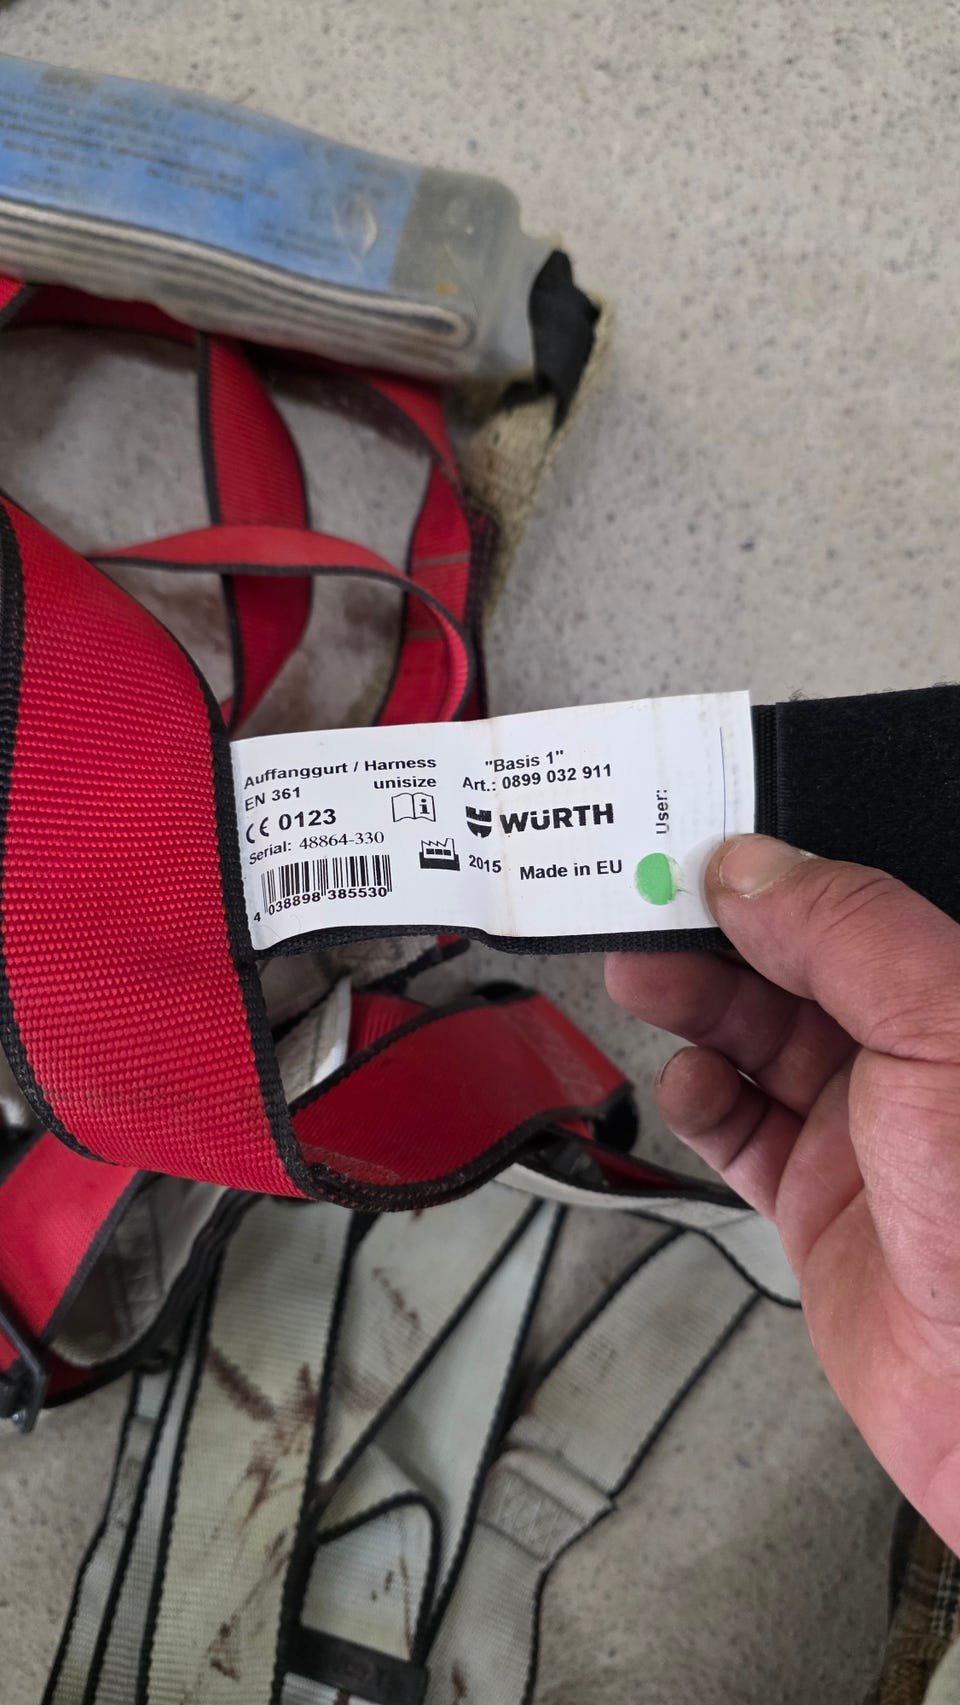 Auffanggurt / Harness
unisize
EN 361
CE 0123
Serial: 48864-330
4 038898 385530
"Basis 1"
Art.: 0899 032 911
WÜRTH
2015
Made in EU
User: